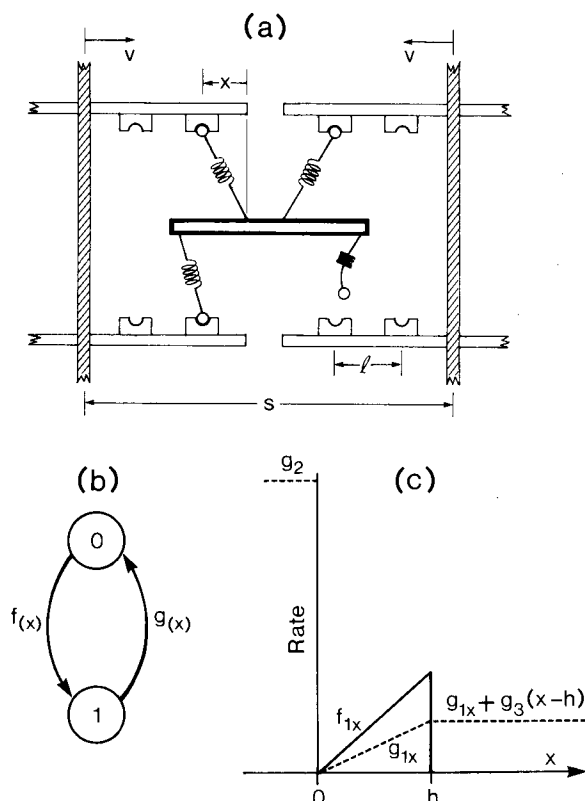 (a)
v
v
x
ℓ
s
(b)
0
f(x)
g(x)
1
(c)
g2
Rate
f1x
g1x
g1x + g3(x-h)
x
0
h